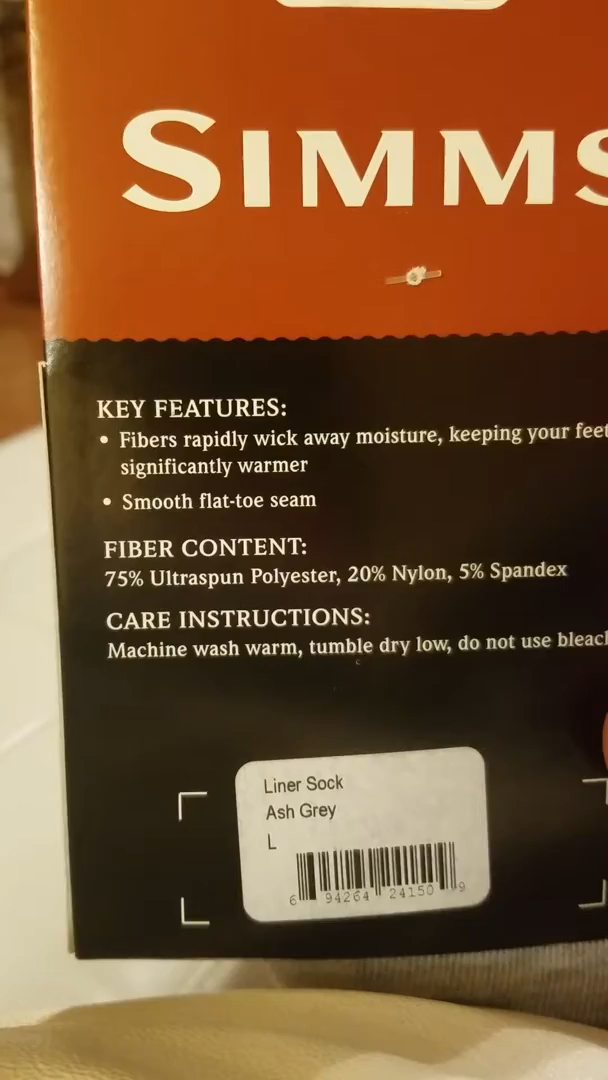 SIMMS
KEY FEATURES:
• Fibers rapidly wick away moisture, keeping your feet
significantly warmer
• Smooth flat-toe seam
FIBER CONTENT:
75% Ultraspun Polyester, 20% Nylon, 5% Spandex
CARE INSTRUCTIONS:
Machine wash warm, tumble dry low, do not use bleach
Liner Sock
Ash Grey
L
6 94264 24150 9